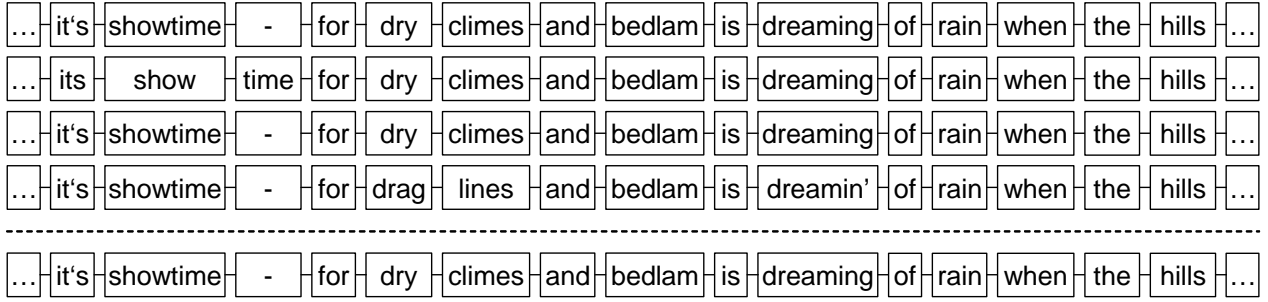 … it‘s showtime - for dry climes and bedlam is dreaming of rain when the hills …
… its show time for dry climes and bedlam is dreaming of rain when the hills …
… it‘s showtime - for dry climes and bedlam is dreaming of rain when the hills …
… it‘s showtime - for drag lines and bedlam is dreamin’ of rain when the hills …
… it‘s showtime - for dry climes and bedlam is dreaming of rain when the hills …